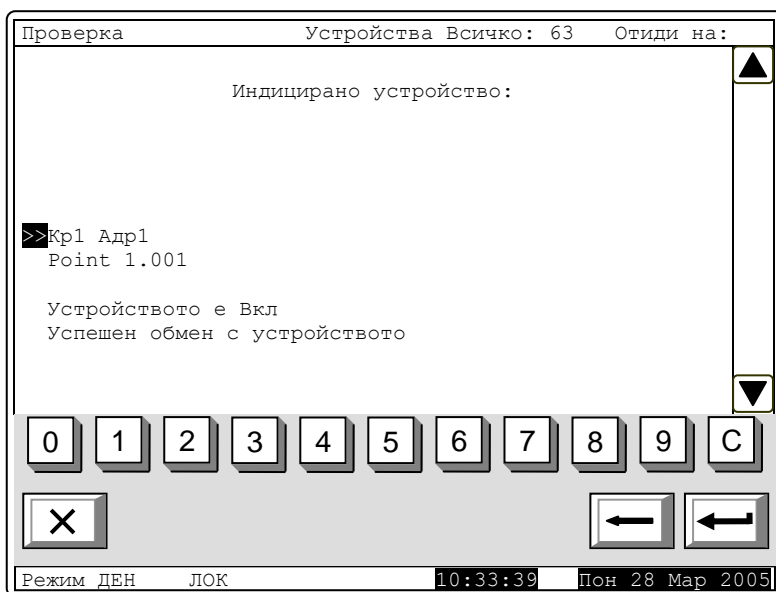 Проверка Устройства Всичко: 63 Отиди на:
Индицирано устройство:
>>Кр1 Адр1
Point 1.001
Устройството е Вкл
Успешен обмен с устройството
0 1 2 3 4 5 6 7 8 9 C
Режим ДЕН ЛОК 10:33:39 Пон 28 Мар 2005